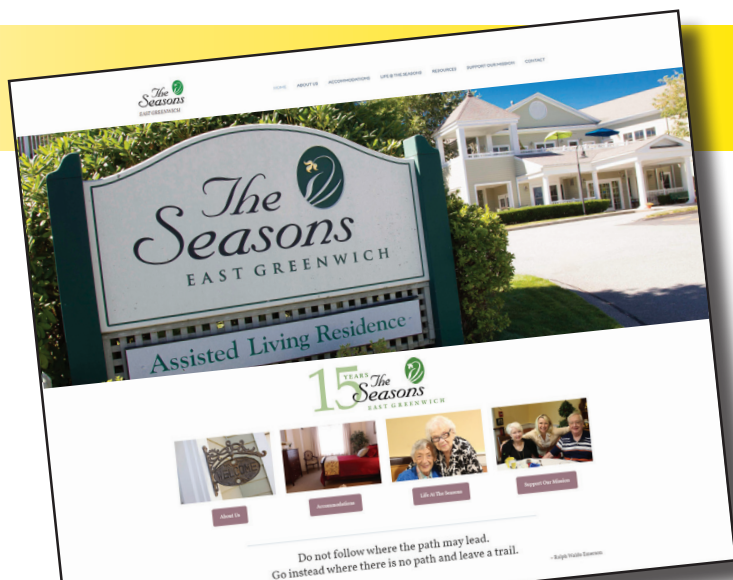 The
Seasons
EAST GREENWICH
HOME ABOUT US ACCOMMODATIONS LIFE @ THE SEASONS RESOURCES SUPPORT OUR MISSION CONTACT
The
Seasons
EAST GREENWICH
Assisted Living Residence
15 YEARS The
Seasons
EAST GREENWICH
WELCOME
About Us
Accommodations
Life At The Seasons
Support Our Mission
Do not follow where the path may lead.
Go instead where there is no path and leave a trail.
~ Ralph Waldo Emerson